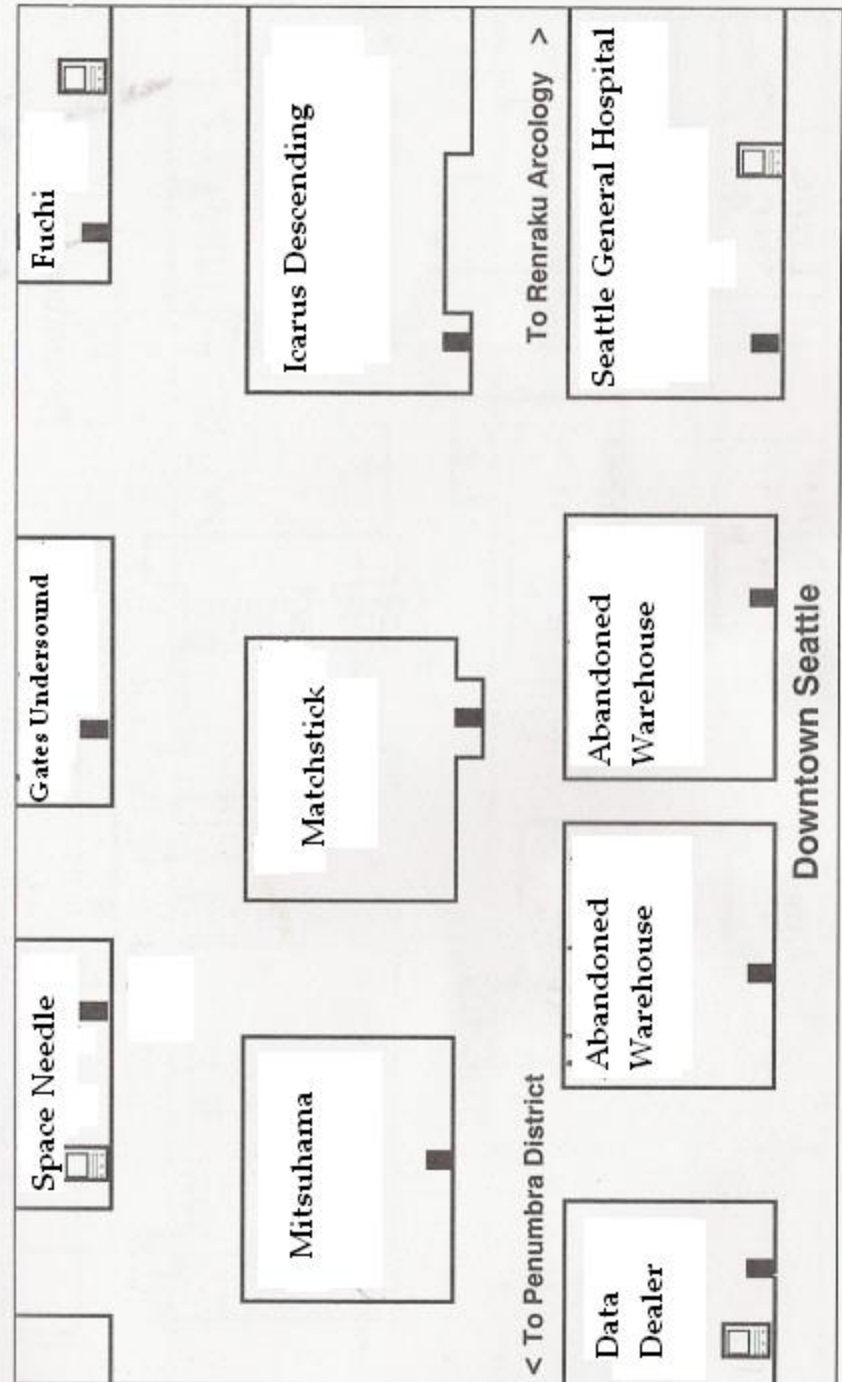 Space Needle
Gates Undersound
Fuchi
Mitsuhama
Matchstick
Icarus Descending
< To Penumbra District
To Renraku Arcology >
Data
Dealer
Abandoned
Warehouse
Abandoned
Warehouse
Seattle General Hospital
Downtown Seattle